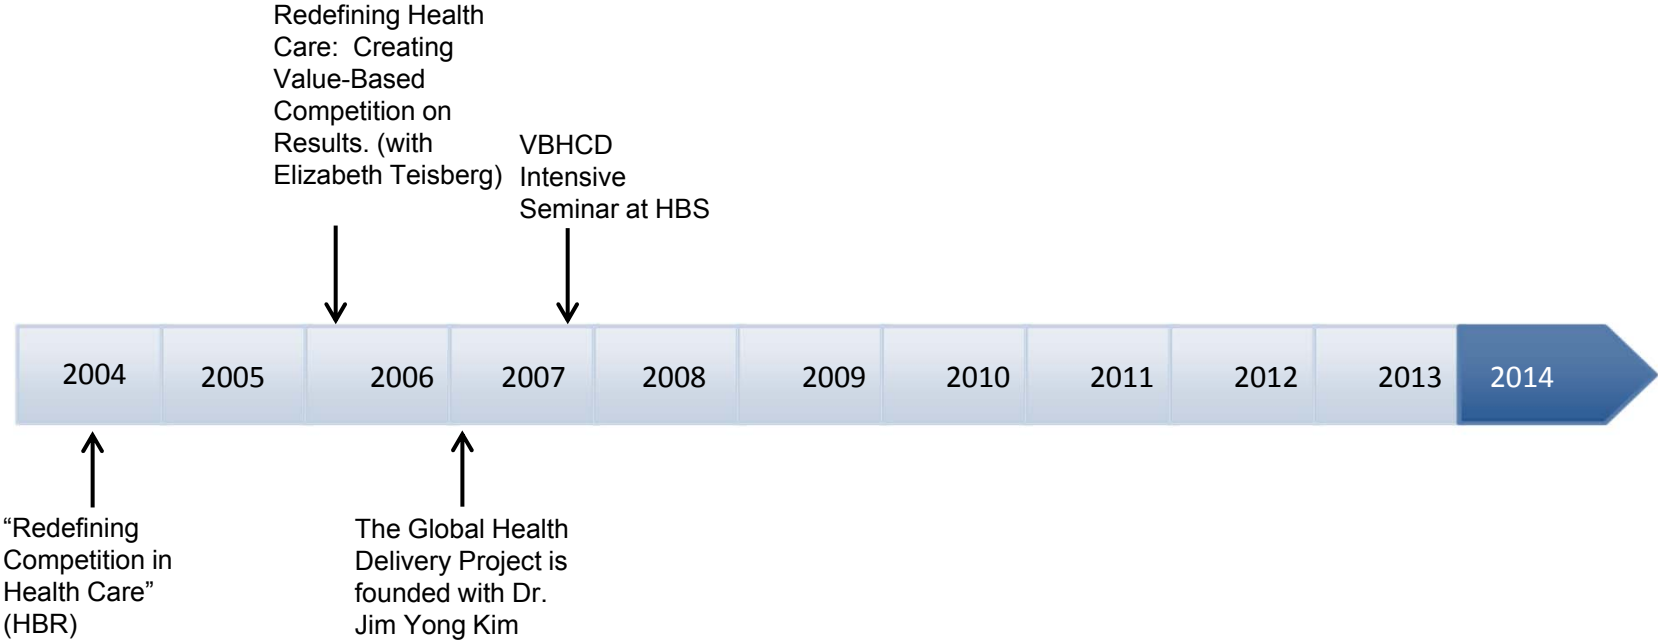 Redefining Health
Care:  Creating
Value-Based
Competition on
Results. (with
Elizabeth Teisberg)
VBHCD
Intensive
Seminar at HBS
2004
2005
2006
2007
2008
2009
2010
2011
2012
2013
2014
“Redefining
Competition in
Health Care”
(HBR)
The Global Health
Delivery Project is
founded with Dr.
Jim Yong Kim